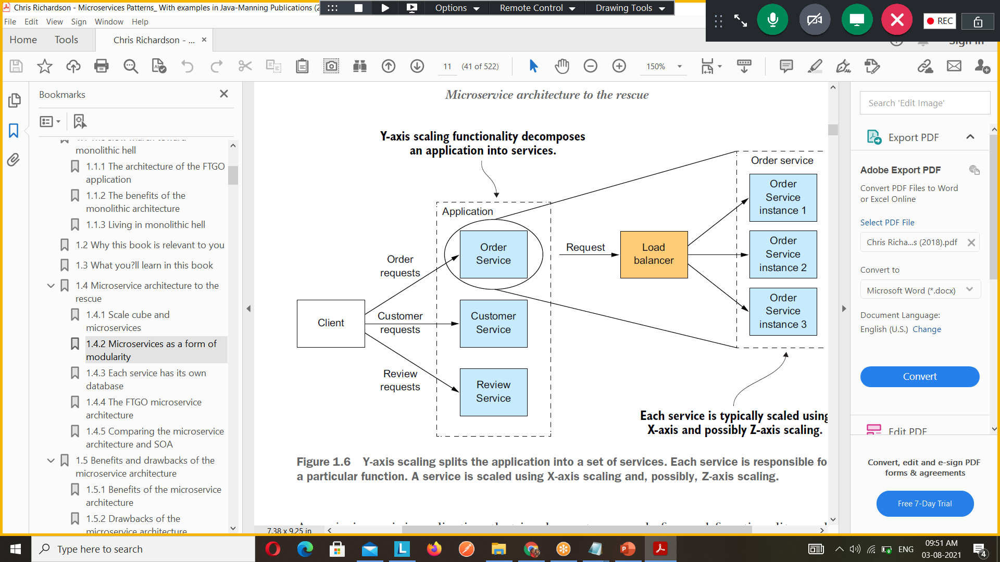 Chris Richardson - Microservices Patterns_ With examples in Java-Manning Publications (2
Options
Remote Control
Drawing Tools
REC
File Edit View Sign Window Help
Home Tools Chris Richardson - ... ×
Sign In
11 (41 of 522)
150%
Bookmarks
1.1 The slow march toward
monolithic hell
1.1.1 The architecture of the FTGO
application
1.1.2 The benefits of the
monolithic architecture
1.1.3 Living in monolithic hell
1.2 Why this book is relevant to you
1.3 What you?ll learn in this book
1.4 Microservice architecture to the
rescue
1.4.1 Scale cube and
microservices
1.4.2 Microservices as a form of
modularity
1.4.3 Each service has its own
database
1.4.4 The FTGO microservice
architecture
1.4.5 Comparing the microservice
architecture and SOA
1.5 Benefits and drawbacks of the
microservice architecture
1.5.1 Benefits of the microservice
architecture
1.5.2 Drawbacks of the
microservice architecture
Microservice architecture to the rescue
Y-axis scaling functionality decomposes
an application into services.
Application
Order
Service
Order
requests
Client
Customer
requests
Customer
Service
Review
requests
Review
Service
Request
Load
balancer
Order service
Order
Service
instance 1
Order
Service
instance 2
Order
Service
instance 3
Each service is typically scaled using
X-axis and possibly Z-axis scaling.
Figure 1.6 Y-axis scaling splits the application into a set of services. Each service is responsible fo
a particular function. A service is scaled using X-axis scaling and, possibly, Z-axis scaling.
7.38 x 9.25 in
Search 'Edit Image'
Export PDF
Adobe Export PDF
Convert PDF Files to Word
or Excel Online
Select PDF File
Chris Richa...s (2018).pdf
Convert to
Microsoft Word (*.docx)
Document Language:
English (U.S.) Change
Convert
Edit PDF
Convert, edit and e-sign PDF
forms & agreements
Free 7-Day Trial
Type here to search
ENG
09:51 AM
03-08-2021
4